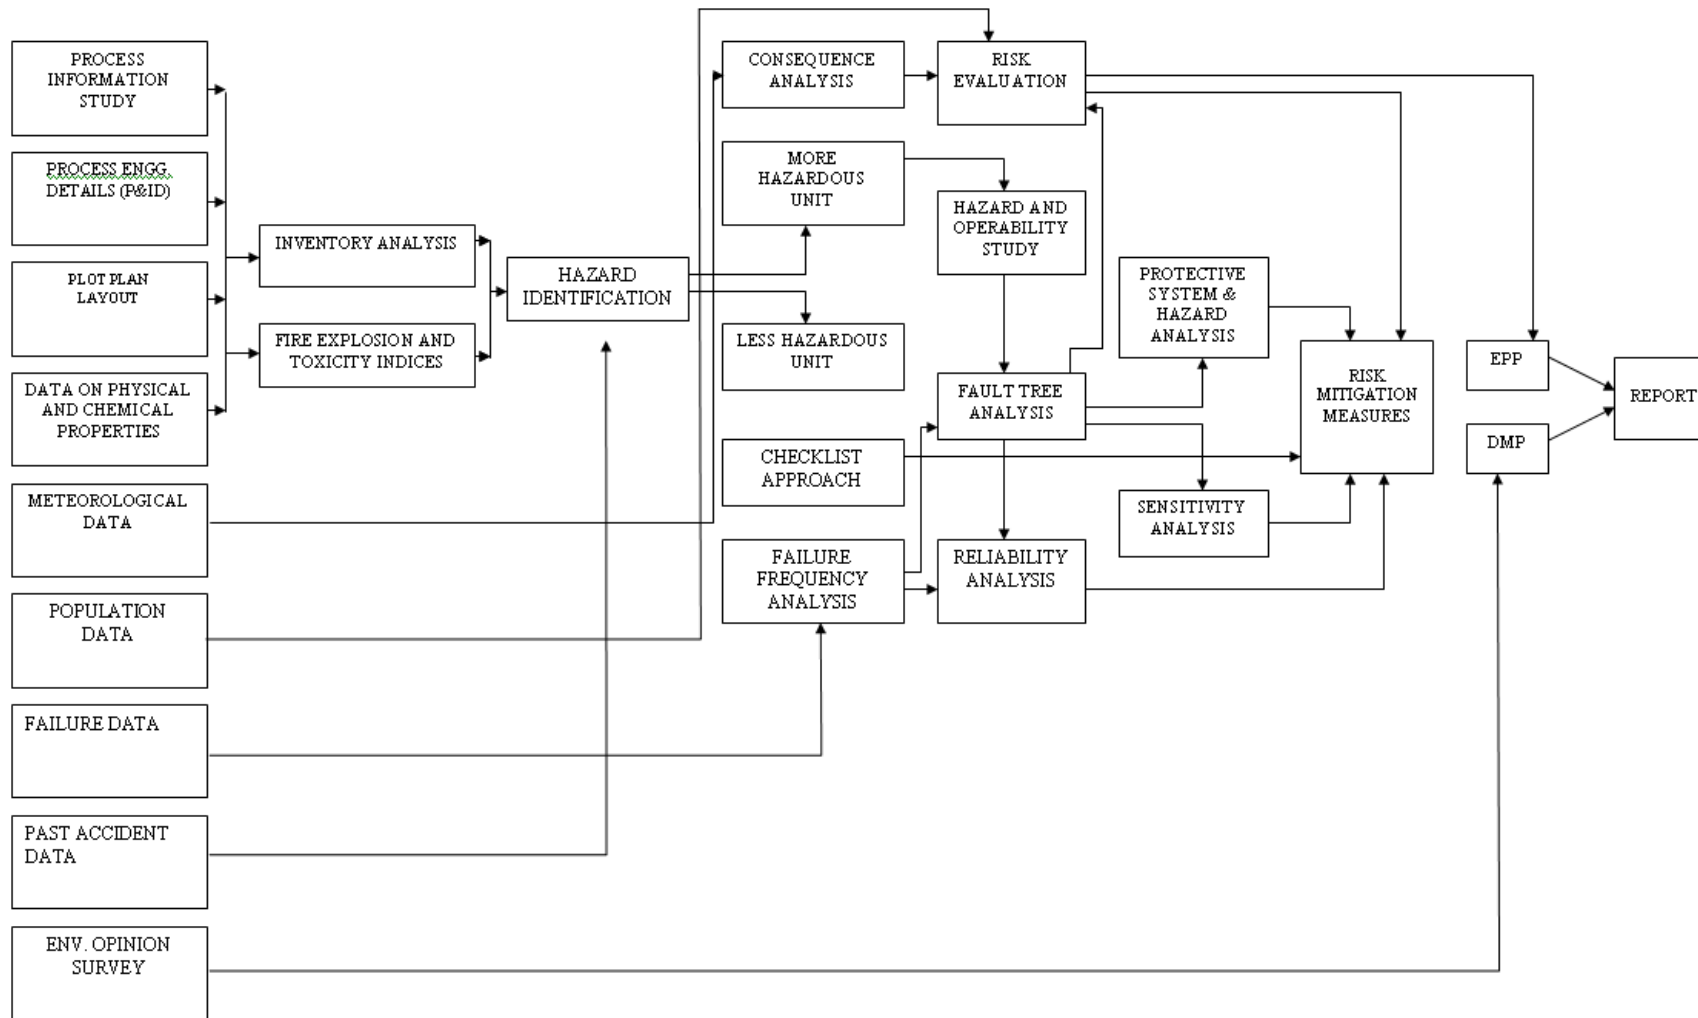 PROCESS
INFORMATION
STUDY
PROCESS ENGG.
DETAILS (P&ID)
PLOT PLAN
LAYOUT
DATA ON PHYSICAL
AND CHEMICAL
PROPERTIES
METEOROLOGICAL
DATA
POPULATION
DATA
FAILURE DATA
PAST ACCIDENT
DATA
ENV. OPINION
SURVEY
INVENTORY ANALYSIS
FIRE EXPLOSION AND
TOXICITY INDICES
HAZARD
IDENTIFICATION
CONSEQUENCE
ANALYSIS
MORE
HAZARDOUS
UNIT
LESS HAZARDOUS
UNIT
CHECKLIST
APPROACH
FAILURE
FREQUENCY
ANALYSIS
RISK
EVALUATION
HAZARD AND
OPERABILITY
STUDY
FAULT TREE
ANALYSIS
RELIABILITY
ANALYSIS
PROTECTIVE
SYSTEM &
HAZARD
ANALYSIS
SENSITIVITY
ANALYSIS
RISK
MITIGATION
MEASURES
EPP
DMP
REPORT